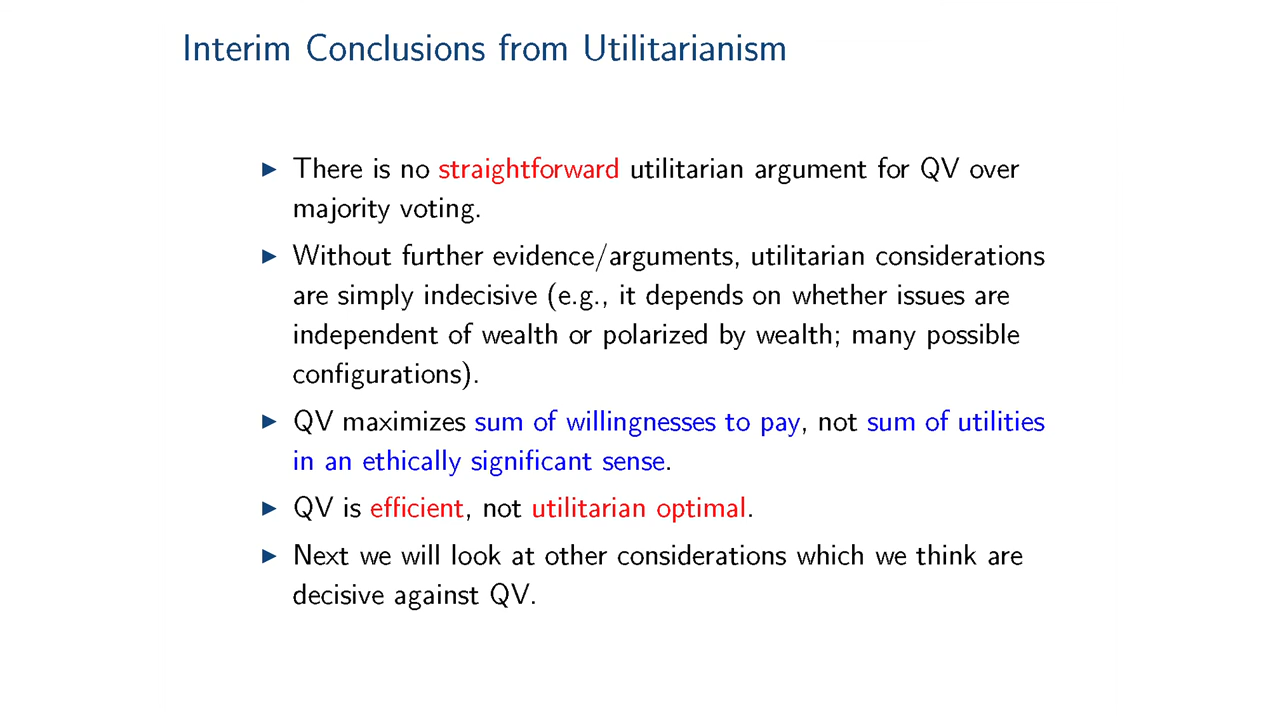 Interim Conclusions from Utilitarianism
There is no straightforward utilitarian argument for QV over
majority voting.
Without further evidence/arguments, utilitarian considerations
are simply indecisive (e.g., it depends on whether issues are
independent of wealth or polarized by wealth; many possible
configurations).
QV maximizes sum of willingnesses to pay, not sum of utilities
in an ethically significant sense.
QV is efficient, not utilitarian optimal.
Next we will look at other considerations which we think are
decisive against QV.